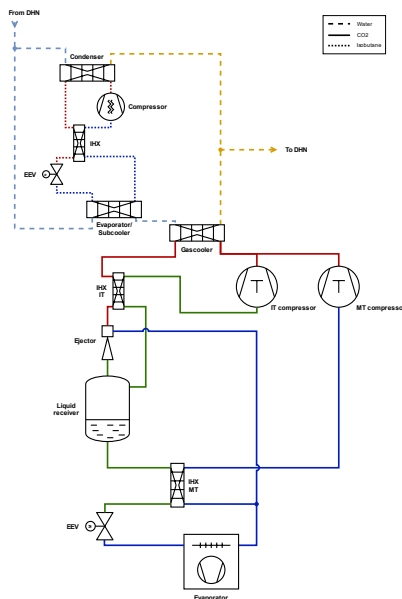 From DHN
Water
CO2
Isobutane
Condenser
Compressor
IHX
EEV
To DHN
Evaporator/
Subcooler
Gascooler
IHX
IT
IT compressor
MT compressor
Ejector
Liquid
receiver
IHX
MT
EEV
Evaporator